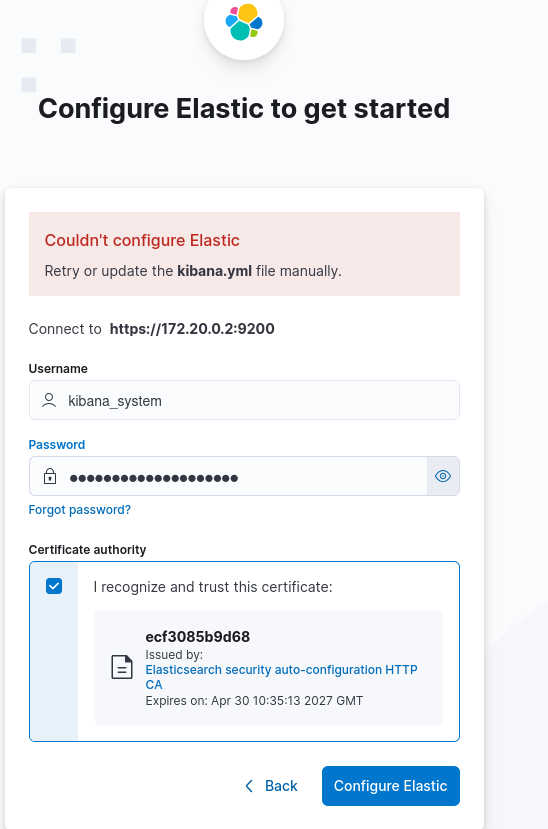 Configure Elastic to get started
Couldn't configure Elastic
Retry or update the kibana.yml file manually.
Connect to https://172.20.0.2:9200
Username
kibana_system
Password
●●●●●●●●●●●●●●●●●●●●
Forgot password?
Certificate authority
I recognize and trust this certificate:
ecf3085b9d68
Issued by:
Elasticsearch security auto-configuration HTTP
CA
Expires on: Apr 30 10:35:13 2027 GMT
Back
Configure Elastic